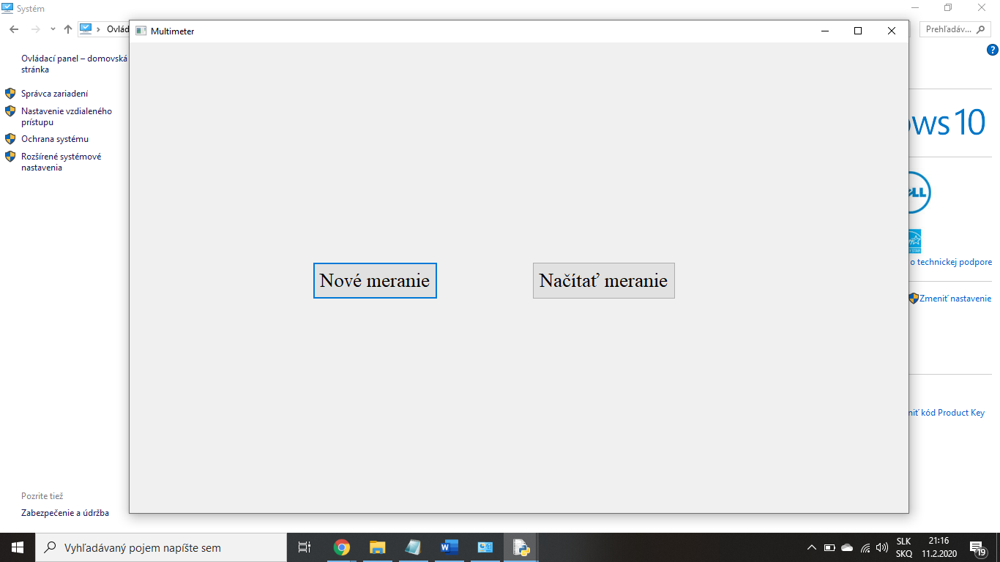 Systém
Ovlád
Prehľadáv...
Multimeter
Ovládací panel – domovská
stránka
Správca zariadení
Nastavenie vzdialeného
prístupu
Ochrana systému
Rozšírené systémové
nastavenia
ows 10
ELL
Nové meranie
Načítať meranie
o technickej podpore
Zmeniť nastavenie
niť kód Product Key
Pozrite tiež
Zabezpečenie a údržba
Vyhľadávaný pojem napíšte sem
SLK
SKQ
21:16
11.2.2020
19